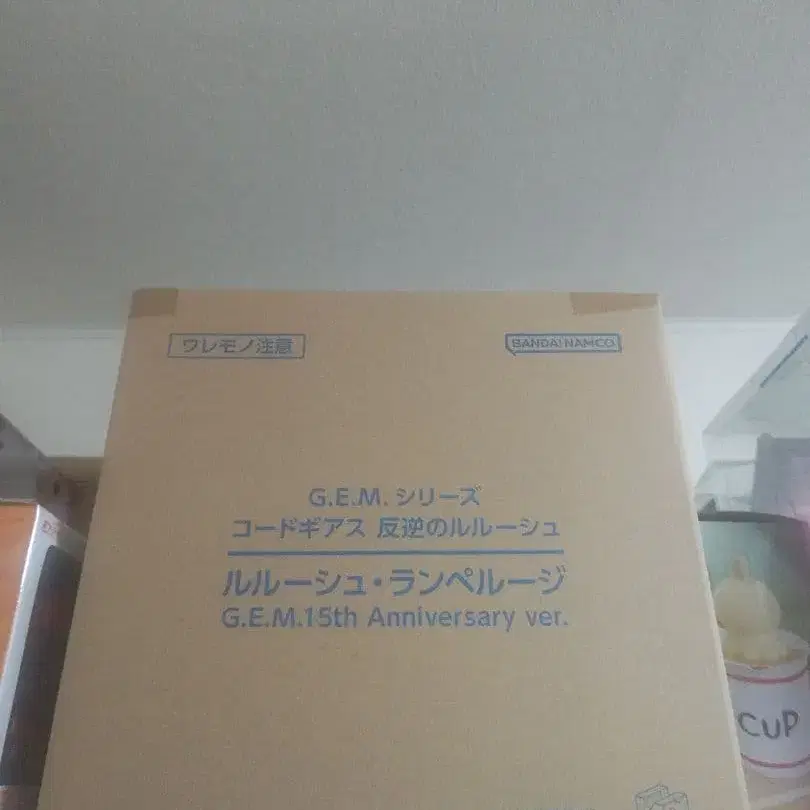 ワレモノ注意
BANDAI NAMCO
G.E.M. シリーズ
コードギアス 反逆のルルーシュ
ルルーシュ・ランペルージ
G.E.M.15th Anniversary ver.
CUP